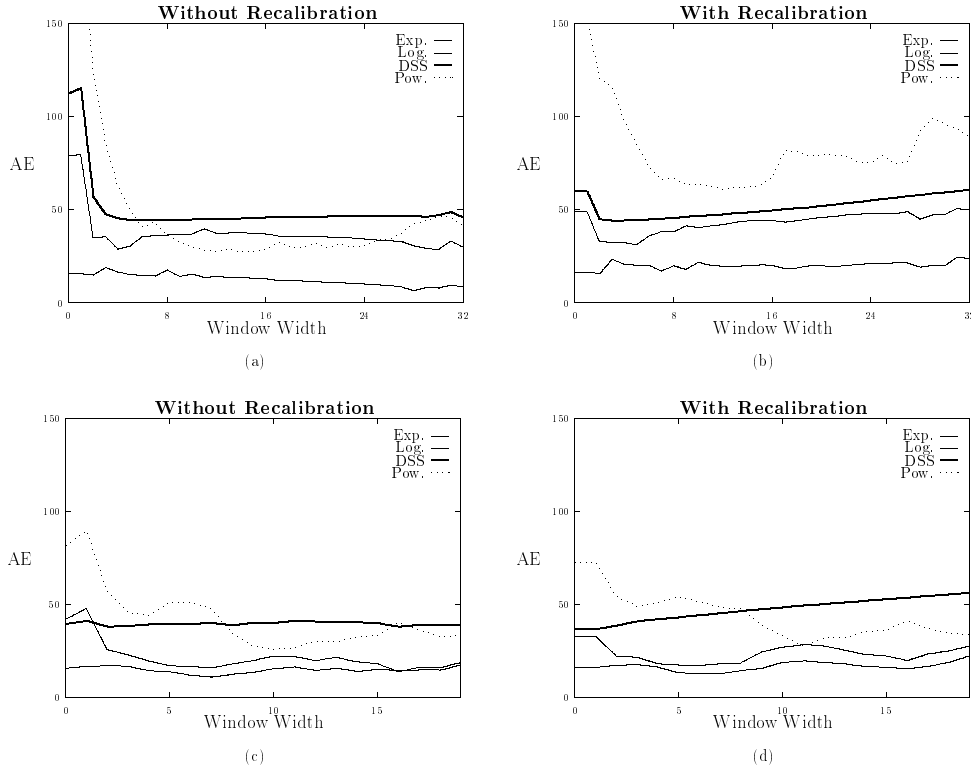 Without Recalibration
150
100
50
0
AE
Exp.
Log.
DSS
Pow.
0 8 16 24 32
Window Width
(a)
With Recalibration
150
100
50
0
AE
Exp.
Log.
DSS
Pow.
0 8 16 24 32
Window Width
(b)
Without Recalibration
150
100
50
0
AE
Exp.
Log.
DSS
Pow.
0 5 10 15
Window Width
(c)
With Recalibration
150
100
50
0
AE
Exp.
Log.
DSS
Pow.
0 5 10 15
Window Width
(d)